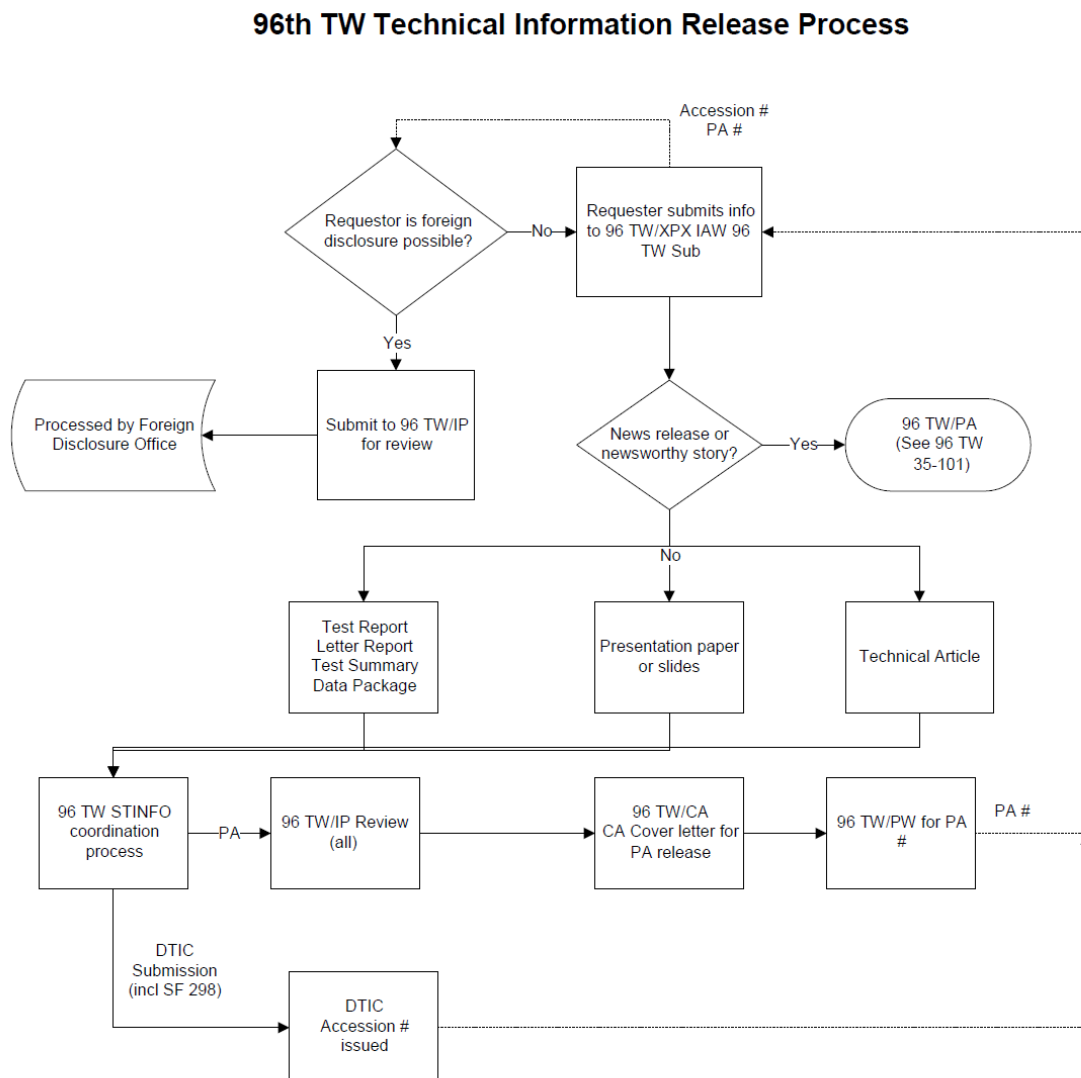 96th TW Technical Information Release Process
Accession #
PA #
Requestor is foreign
disclosure possible?
No
Requester submits info
to 96 TW/XPX IAW 96
TW Sub
Yes
Processed by Foreign
Disclosure Office
Submit to 96 TW/IP
for review
News release or
newsworthy story?
Yes
96 TW/PA
(See 96 TW
35-101)
No
Test Report
Letter Report
Test Summary
Data Package
Presentation paper
or slides
Technical Article
96 TW STINFO
coordination
process
PA
96 TW/IP Review
(all)
96 TW/CA
CA Cover letter for
PA release
96 TW/PW for PA
#
PA #
DTIC
Submission
(incl SF 298)
DTIC
Accession #
issued